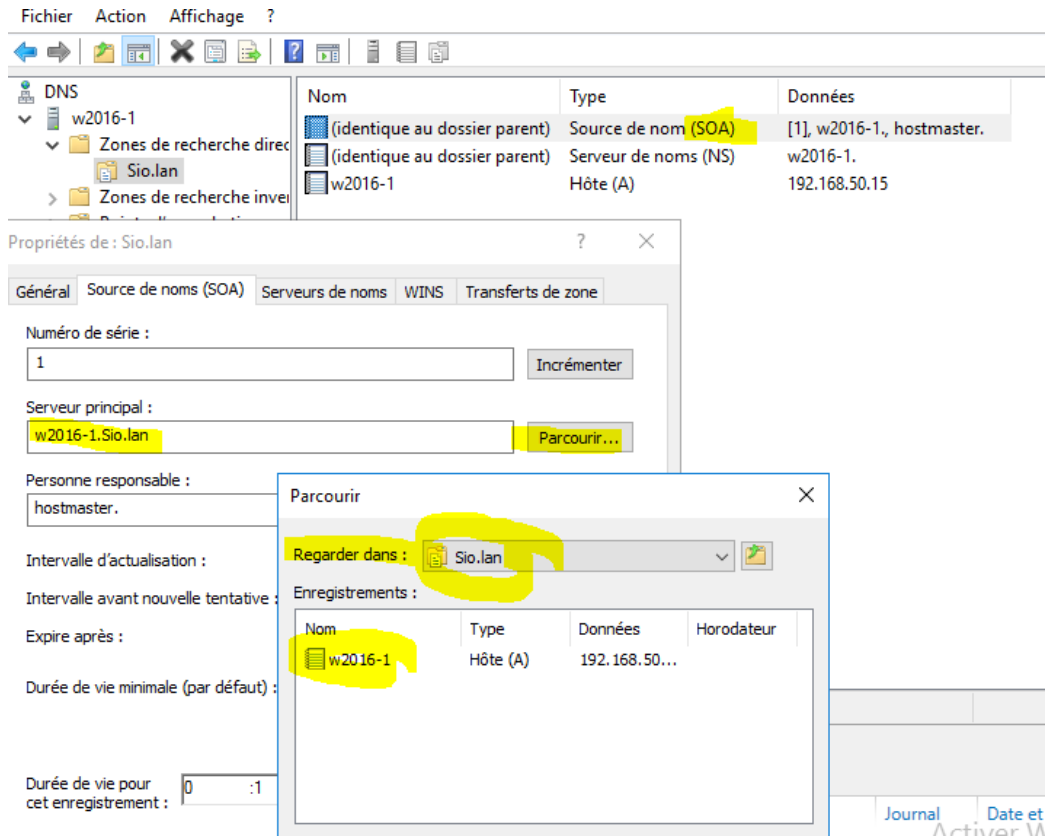 Fichier Action Affichage ?
DNS
w2016-1
Zones de recherche direc
Sio.lan
Zones de recherche inver
Nom Type Données
(identique au dossier parent) Source de nom (SOA) [1], w2016-1., hostmaster.
(identique au dossier parent) Serveur de noms (NS) w2016-1.
w2016-1 Hôte (A) 192.168.50.15
Propriétés de : Sio.lan ?
Général Source de noms (SOA) Serveurs de noms WINS Transferts de zone
Numéro de série :
1 Incrémenter
Serveur principal :
w2016-1.Sio.lan Parcourir...
Personne responsable :
hostmaster.
Intervalle d'actualisation :
Intervalle avant nouvelle tentative :
Expire après :
Durée de vie minimale (par défaut) :
Durée de vie pour
cet enregistrement : 0 :1
Parcourir
Regarder dans : Sio.lan
Enregistrements :
Nom Type Données Horodateur
w2016-1 Hôte (A) 192.168.50...
Journal Date et
Activer W